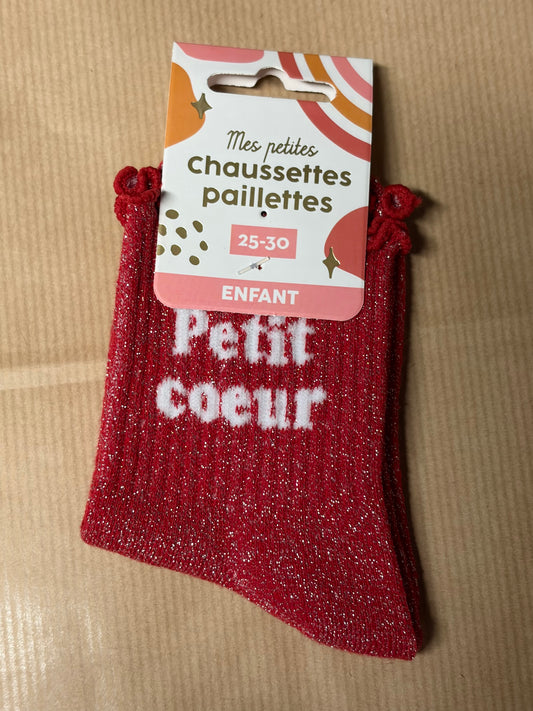 Mes petites
Chaussettes
paillettes
25-30
ENFANT
Petit
coeur